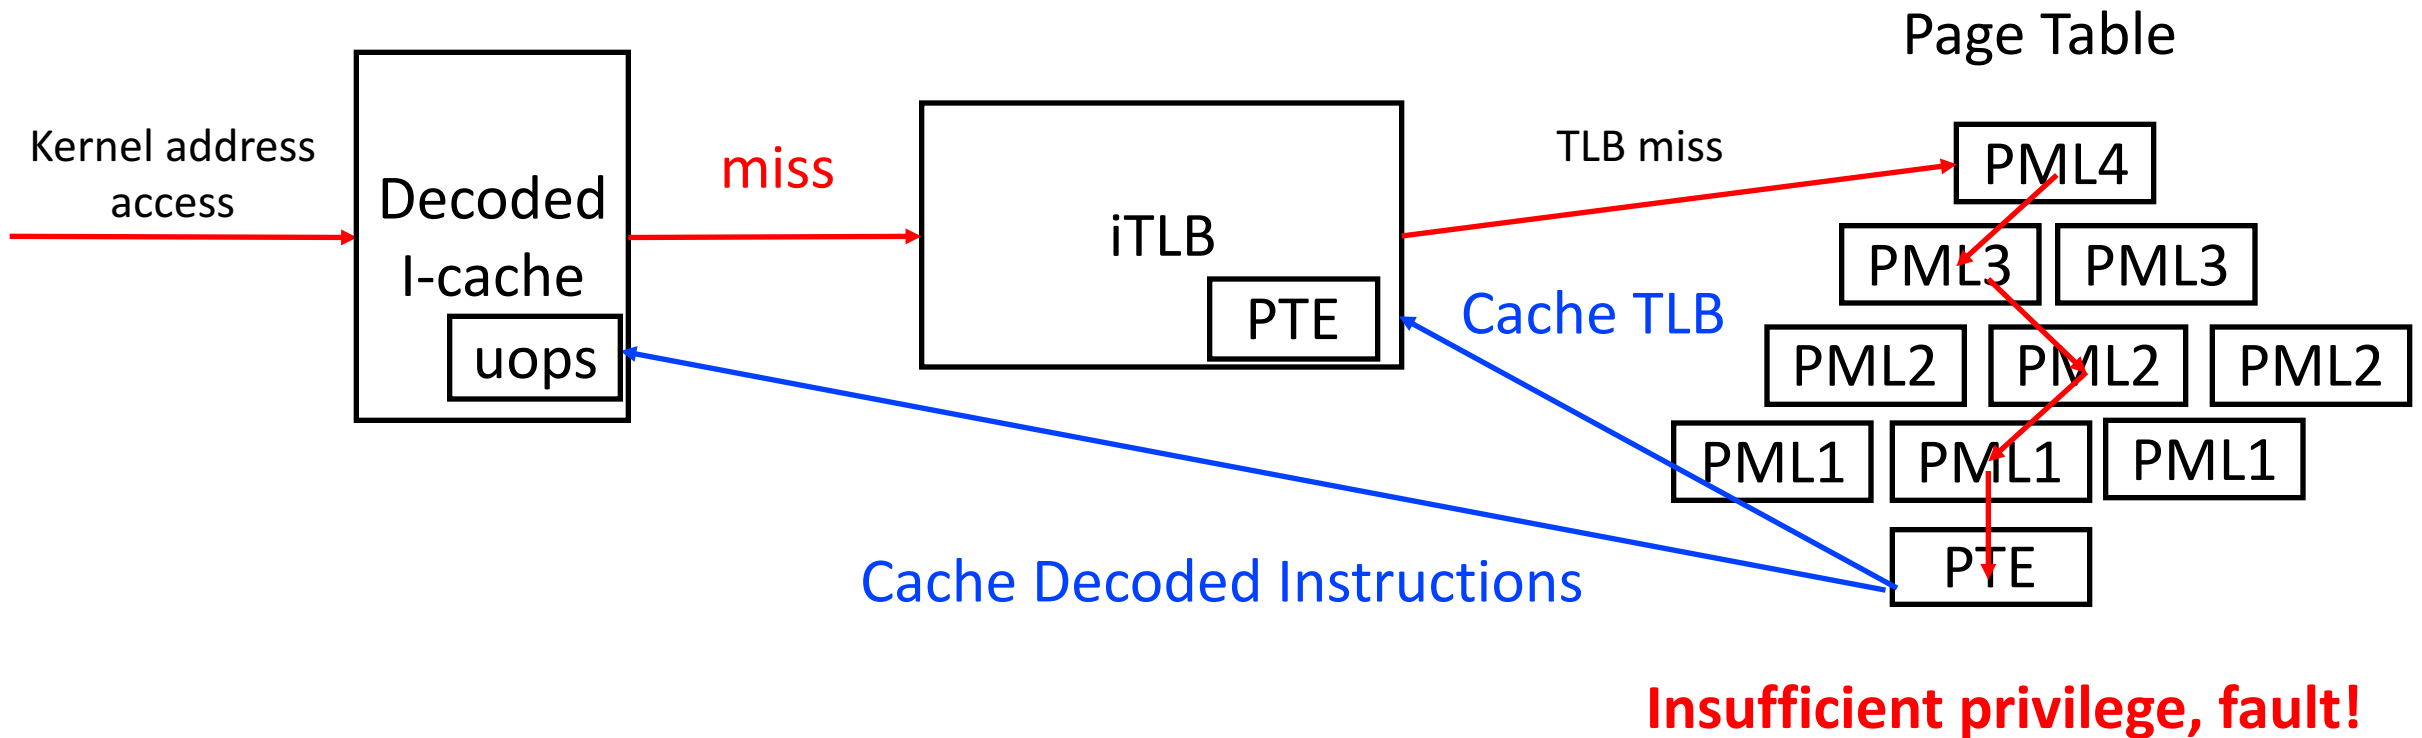 Page Table
Kernel address
access
Decoded
I-cache
uops
miss
iTLB
PTE
TLB miss
Cache TLB
PML4
PML3 PML3
PML2 PML2 PML2
PML1 PML1 PML1
PTE
Cache Decoded Instructions
Insufficient privilege, fault!